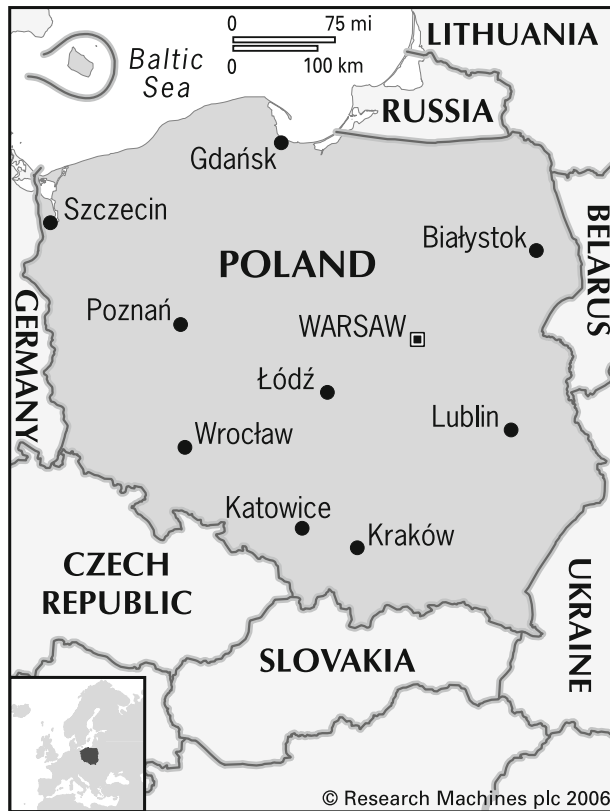 0 75 mi
0 100 km
Baltic
Sea
LITHUANIA
RUSSIA
Gdańsk
Szczecin
Białystok
BELARUS
POLAND
GERMANY
Poznań
WARSAW
Łódź
Lublin
Wrocław
Katowice
Kraków
CZECH
REPUBLIC
UKRAINE
SLOVAKIA
© Research Machines plc 2006